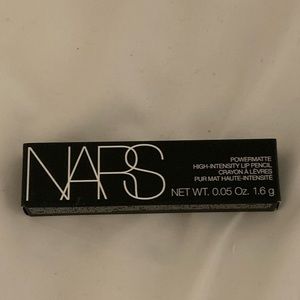 NARS
POWERMATTE
HIGH-INTENSITY LIP PENCIL
CRAYON À LÈVRES
PUR MAT HAUTE-INTENSITÉ
NET WT. 0.05 Oz. 1.6 g